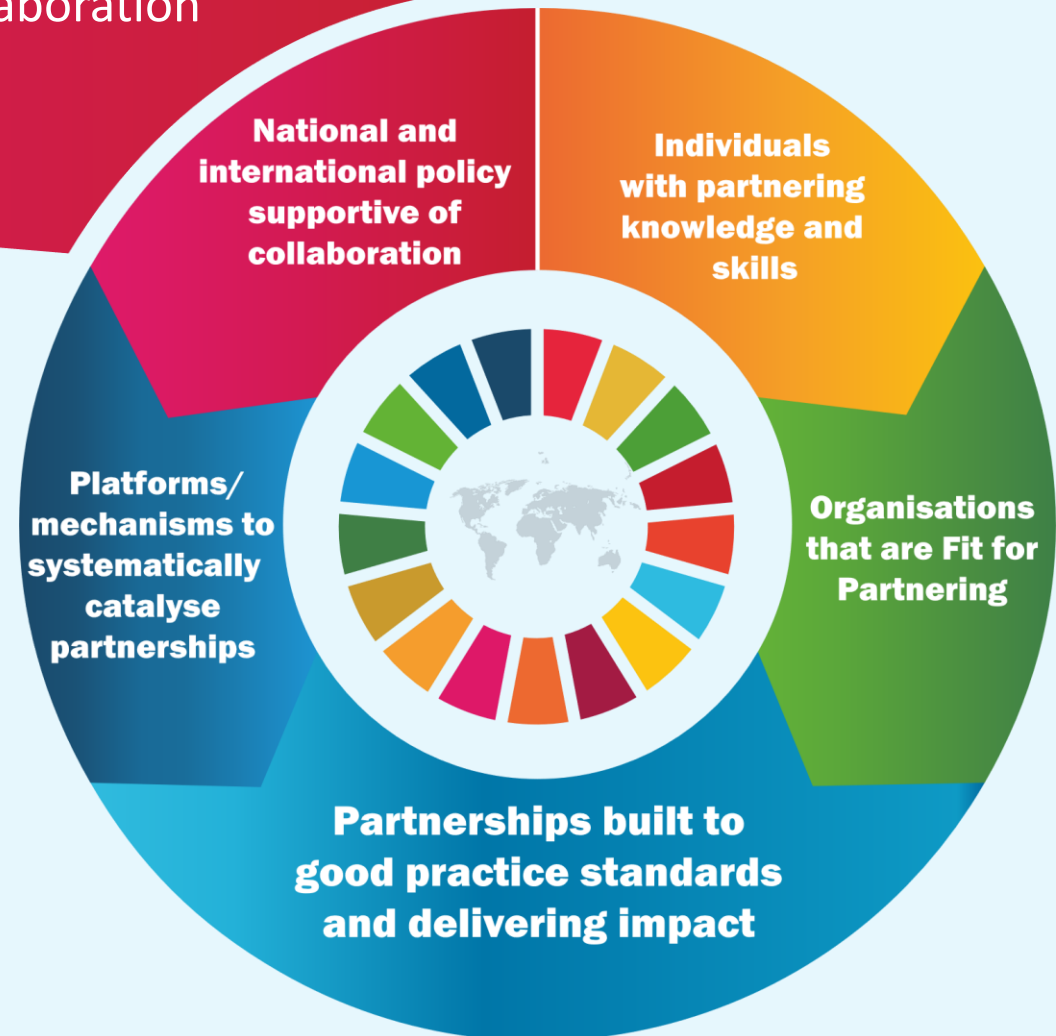 National and
international policy
supportive of
collaboration
Individuals
with partnering
knowledge and
skills
Organisations
that are Fit for
Partnering
Partnerships built to
good practice standards
and delivering impact
Platforms/
mechanisms to
systematically
catalyse
partnerships